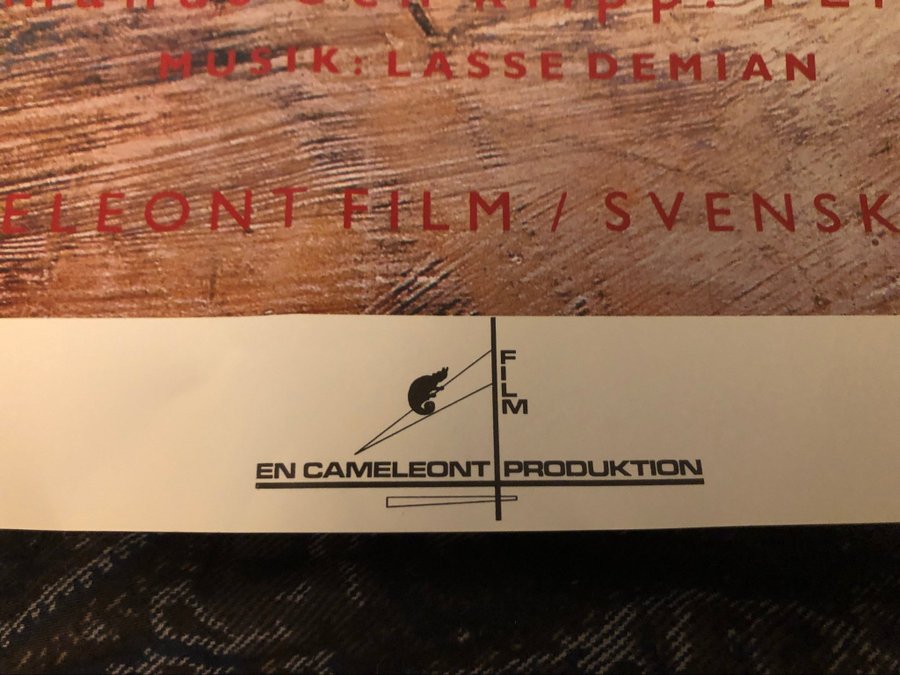 MUSIK: LASSE DEMIAN
ELEONT FILM / SVENSK
FILM
EN CAMELEONT PRODUKTION